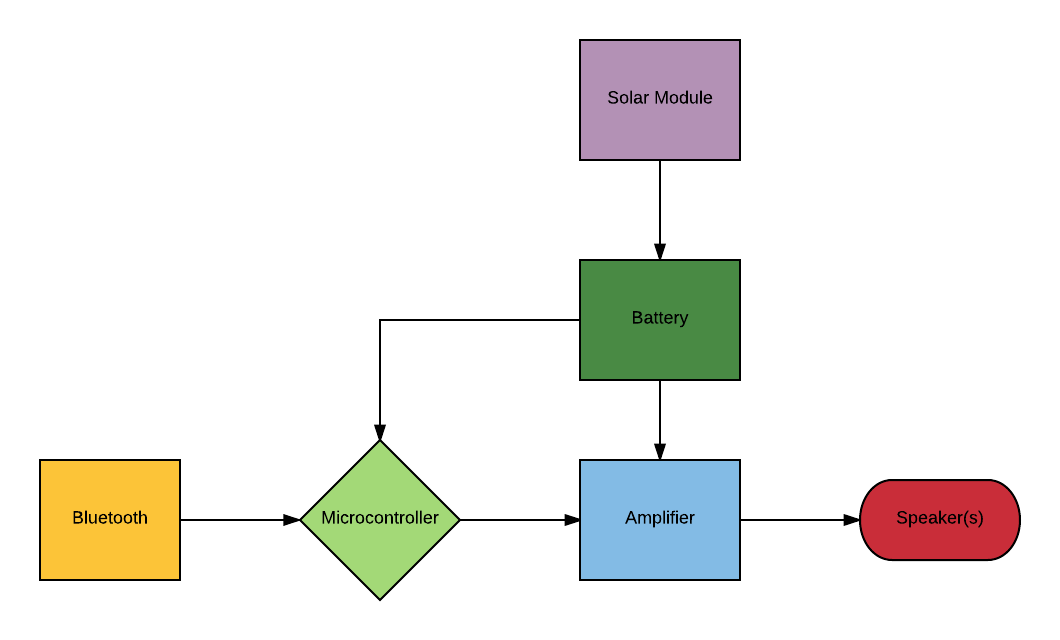 Solar Module
Battery
Bluetooth
Microcontroller
Amplifier
Speaker(s)